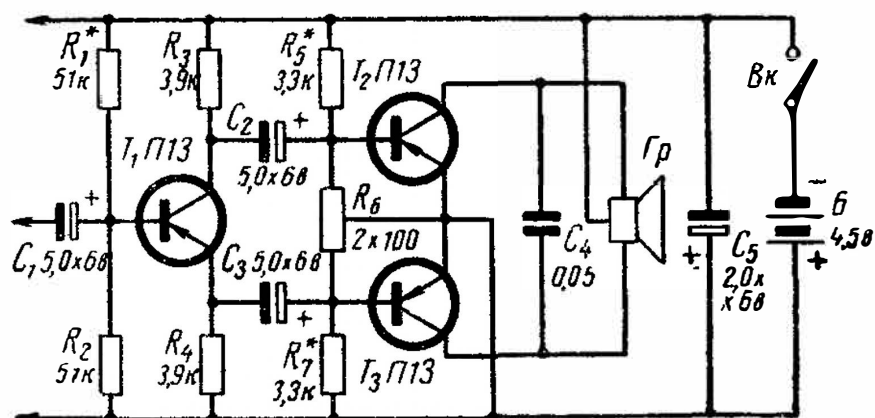 R₁*
51к
R₃
3,9к
R₅*
3,3к
T₂ П13
Вк
C₂
+
5,0х6в
T₁ П13
+
C₁ 5,0х6в
R₆
2х100
Гр
C₄
0,05
C₅
+
2,0х
х6в
–
Б
4,5в
+
C₃ 5,0х6в
+
R₂
51к
R₄
3,9к
R₇*
3,3к
T₃ П13